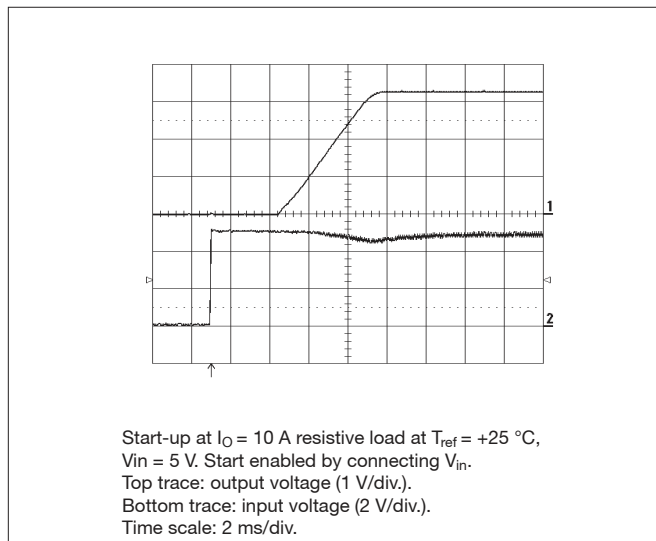 1
2
Start-up at IO = 10 A resistive load at Tref = +25 °C,
Vin = 5 V. Start enabled by connecting Vin.
Top trace: output voltage (1 V/div.).
Bottom trace: input voltage (2 V/div.).
Time scale: 2 ms/div.